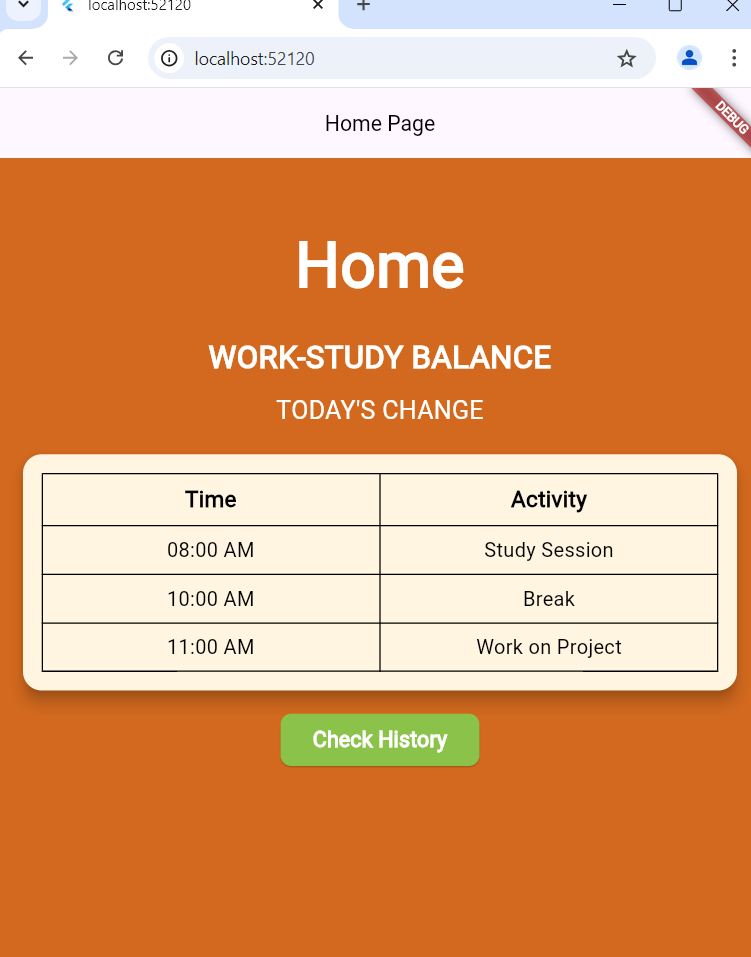 localhost:52120
localhost:52120
Home Page
DEBUG
Home
WORK-STUDY BALANCE
TODAY'S CHANGE
Time Activity
08:00 AM Study Session
10:00 AM Break
11:00 AM Work on Project
Check History